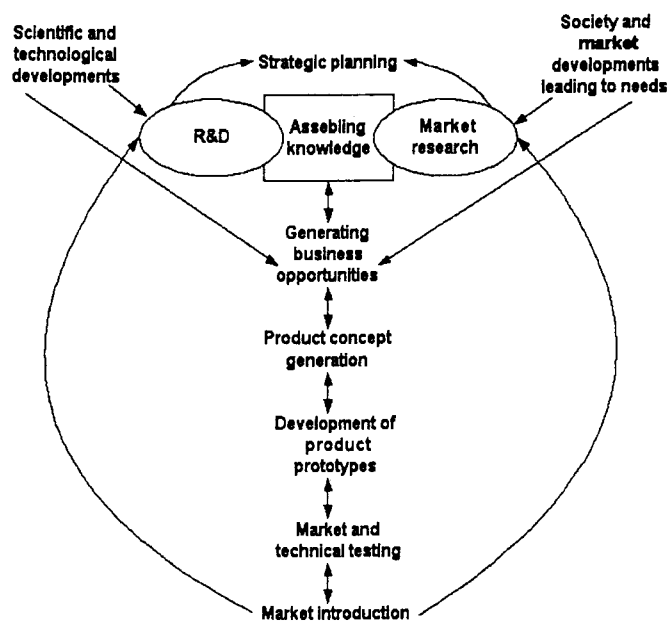 Scientific and
technological
developments
Society and
market
developments
leading to needs
Strategic planning
R&D
Assebling
knowledge
Market
research
Generating
business
opportunities
Product concept
generation
Development of
product
prototypes
Market and
technical testing
Market introduction